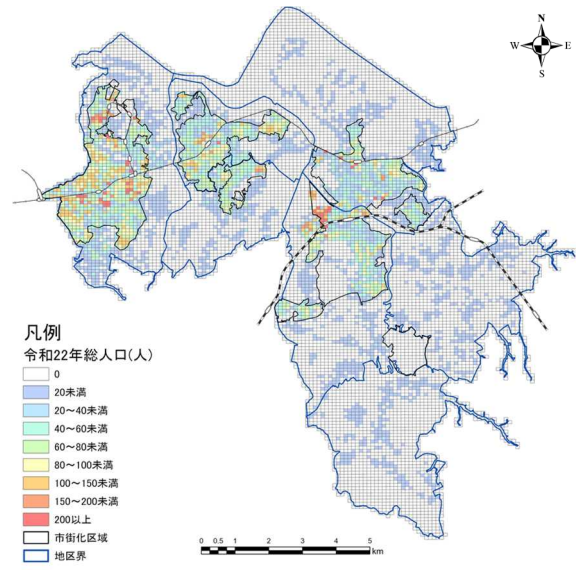 N
W E
S
凡例
令和22年総人口(人)
0
20未満
20～40未満
40～60未満
60～80未満
80～100未満
100～150未満
150～200未満
200以上
市街化区域
地区界
0 0.5 1 2 3 4 5
km